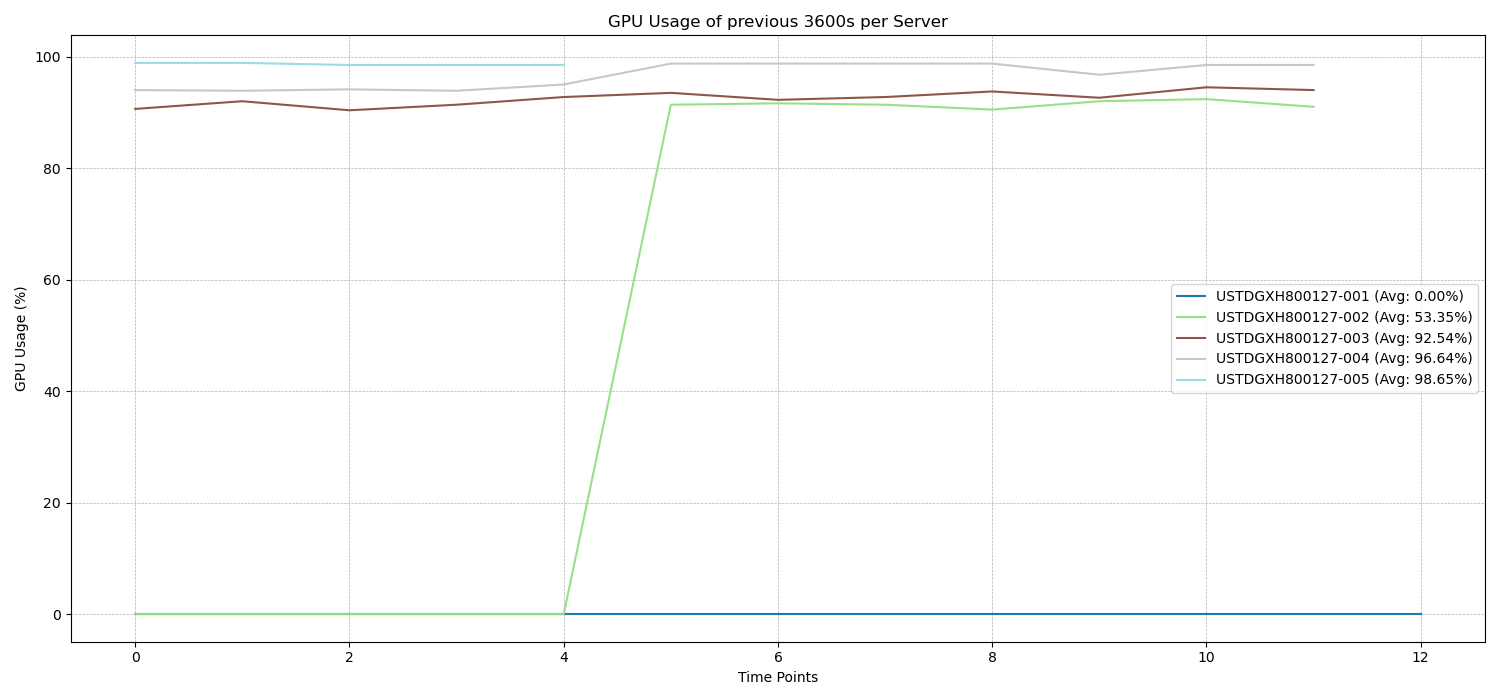 GPU Usage of previous 3600s per Server
GPU Usage (%)
100
80
60
40
20
0
USTDGXH800127-001 (Avg: 0.00%)
USTDGXH800127-002 (Avg: 53.35%)
USTDGXH800127-003 (Avg: 92.54%)
USTDGXH800127-004 (Avg: 96.64%)
USTDGXH800127-005 (Avg: 98.65%)
0 2 4 6 8 10 12
Time Points